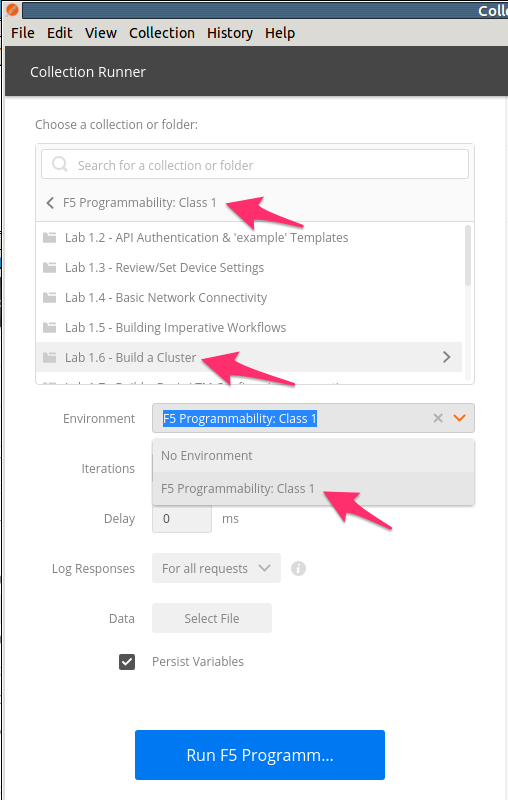 Colle
File Edit View Collection History Help
Collection Runner
Choose a collection or folder:
Search for a collection or folder
F5 Programmability: Class 1
Lab 1.2 - API Authentication & 'example' Templates
Lab 1.3 - Review/Set Device Settings
Lab 1.4 - Basic Network Connectivity
Lab 1.5 - Building Imperative Workflows
Lab 1.6 - Build a Cluster
Environment F5 Programmability: Class 1
No Environment
Iterations
F5 Programmability: Class 1
Delay 0 ms
Log Responses For all requests
Data Select File
Persist Variables
Run F5 Programm...